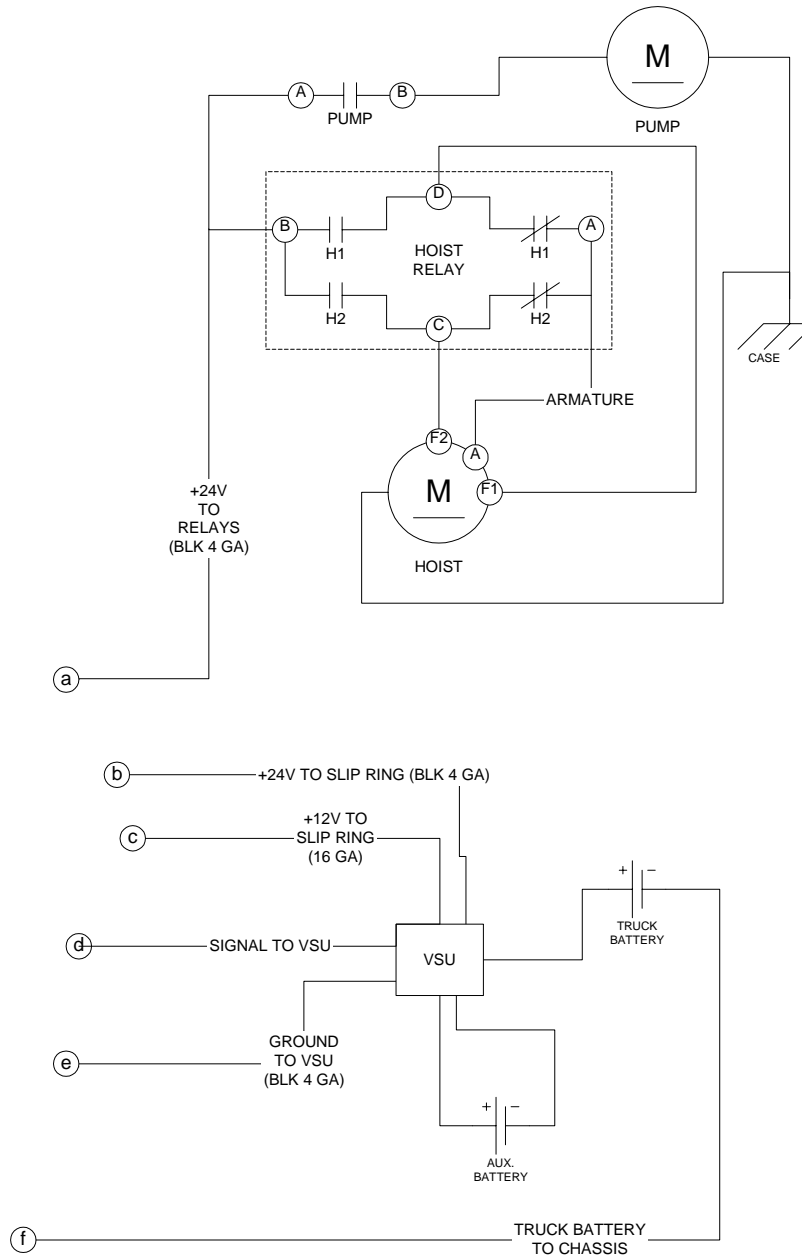 M
A
B
PUMP
PUMP
D
B
A
H1
HOIST
RELAY
H1
H2
C
H2
CASE
ARMATURE
F2
A
M
F1
+24V
TO
RELAYS
(BLK 4 GA)
HOIST
a
b
+24V TO SLIP RING (BLK 4 GA)
c
+12V TO
SLIP RING
(16 GA)
+ −
TRUCK
BATTERY
d
SIGNAL TO VSU
VSU
e
GROUND
TO VSU
(BLK 4 GA)
+ −
AUX.
BATTERY
f
TRUCK BATTERY
TO CHASSIS